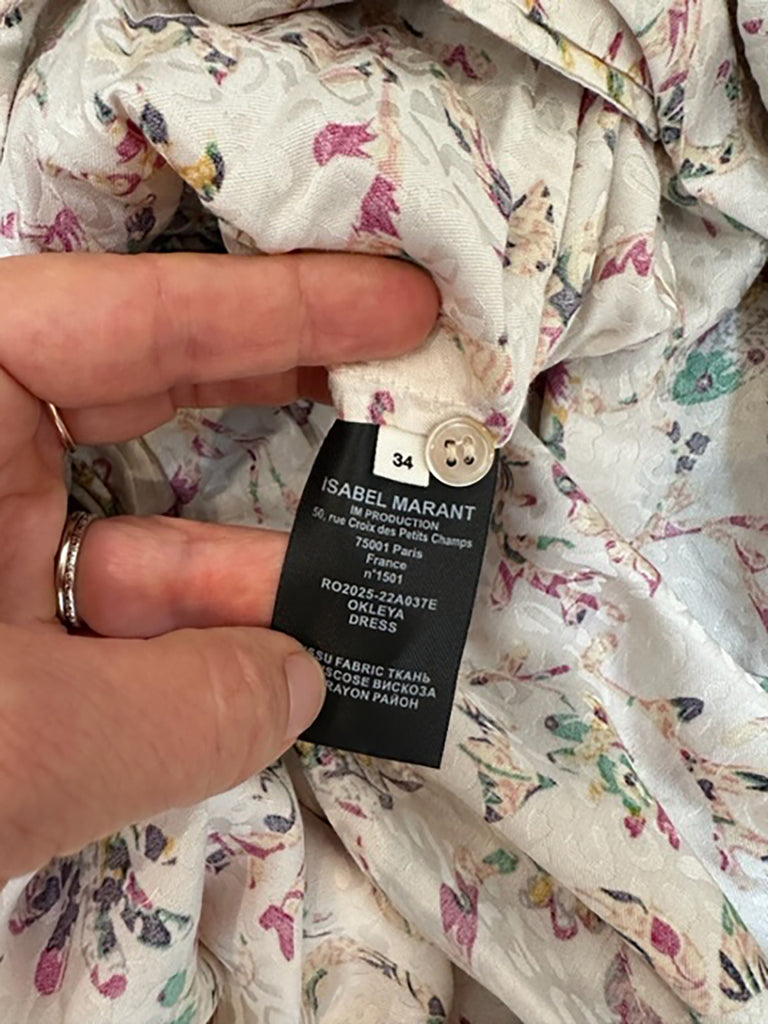 34
ISABEL MARANT
IM PRODUCTION
50, rue Croix des Petits Champs
75001 Paris
France
n°1501
RO2025-22A037E
OKLEYA
DRESS
FABRIC ТКАНЬ
ВИСКОЗА
RAYON РАЙОН